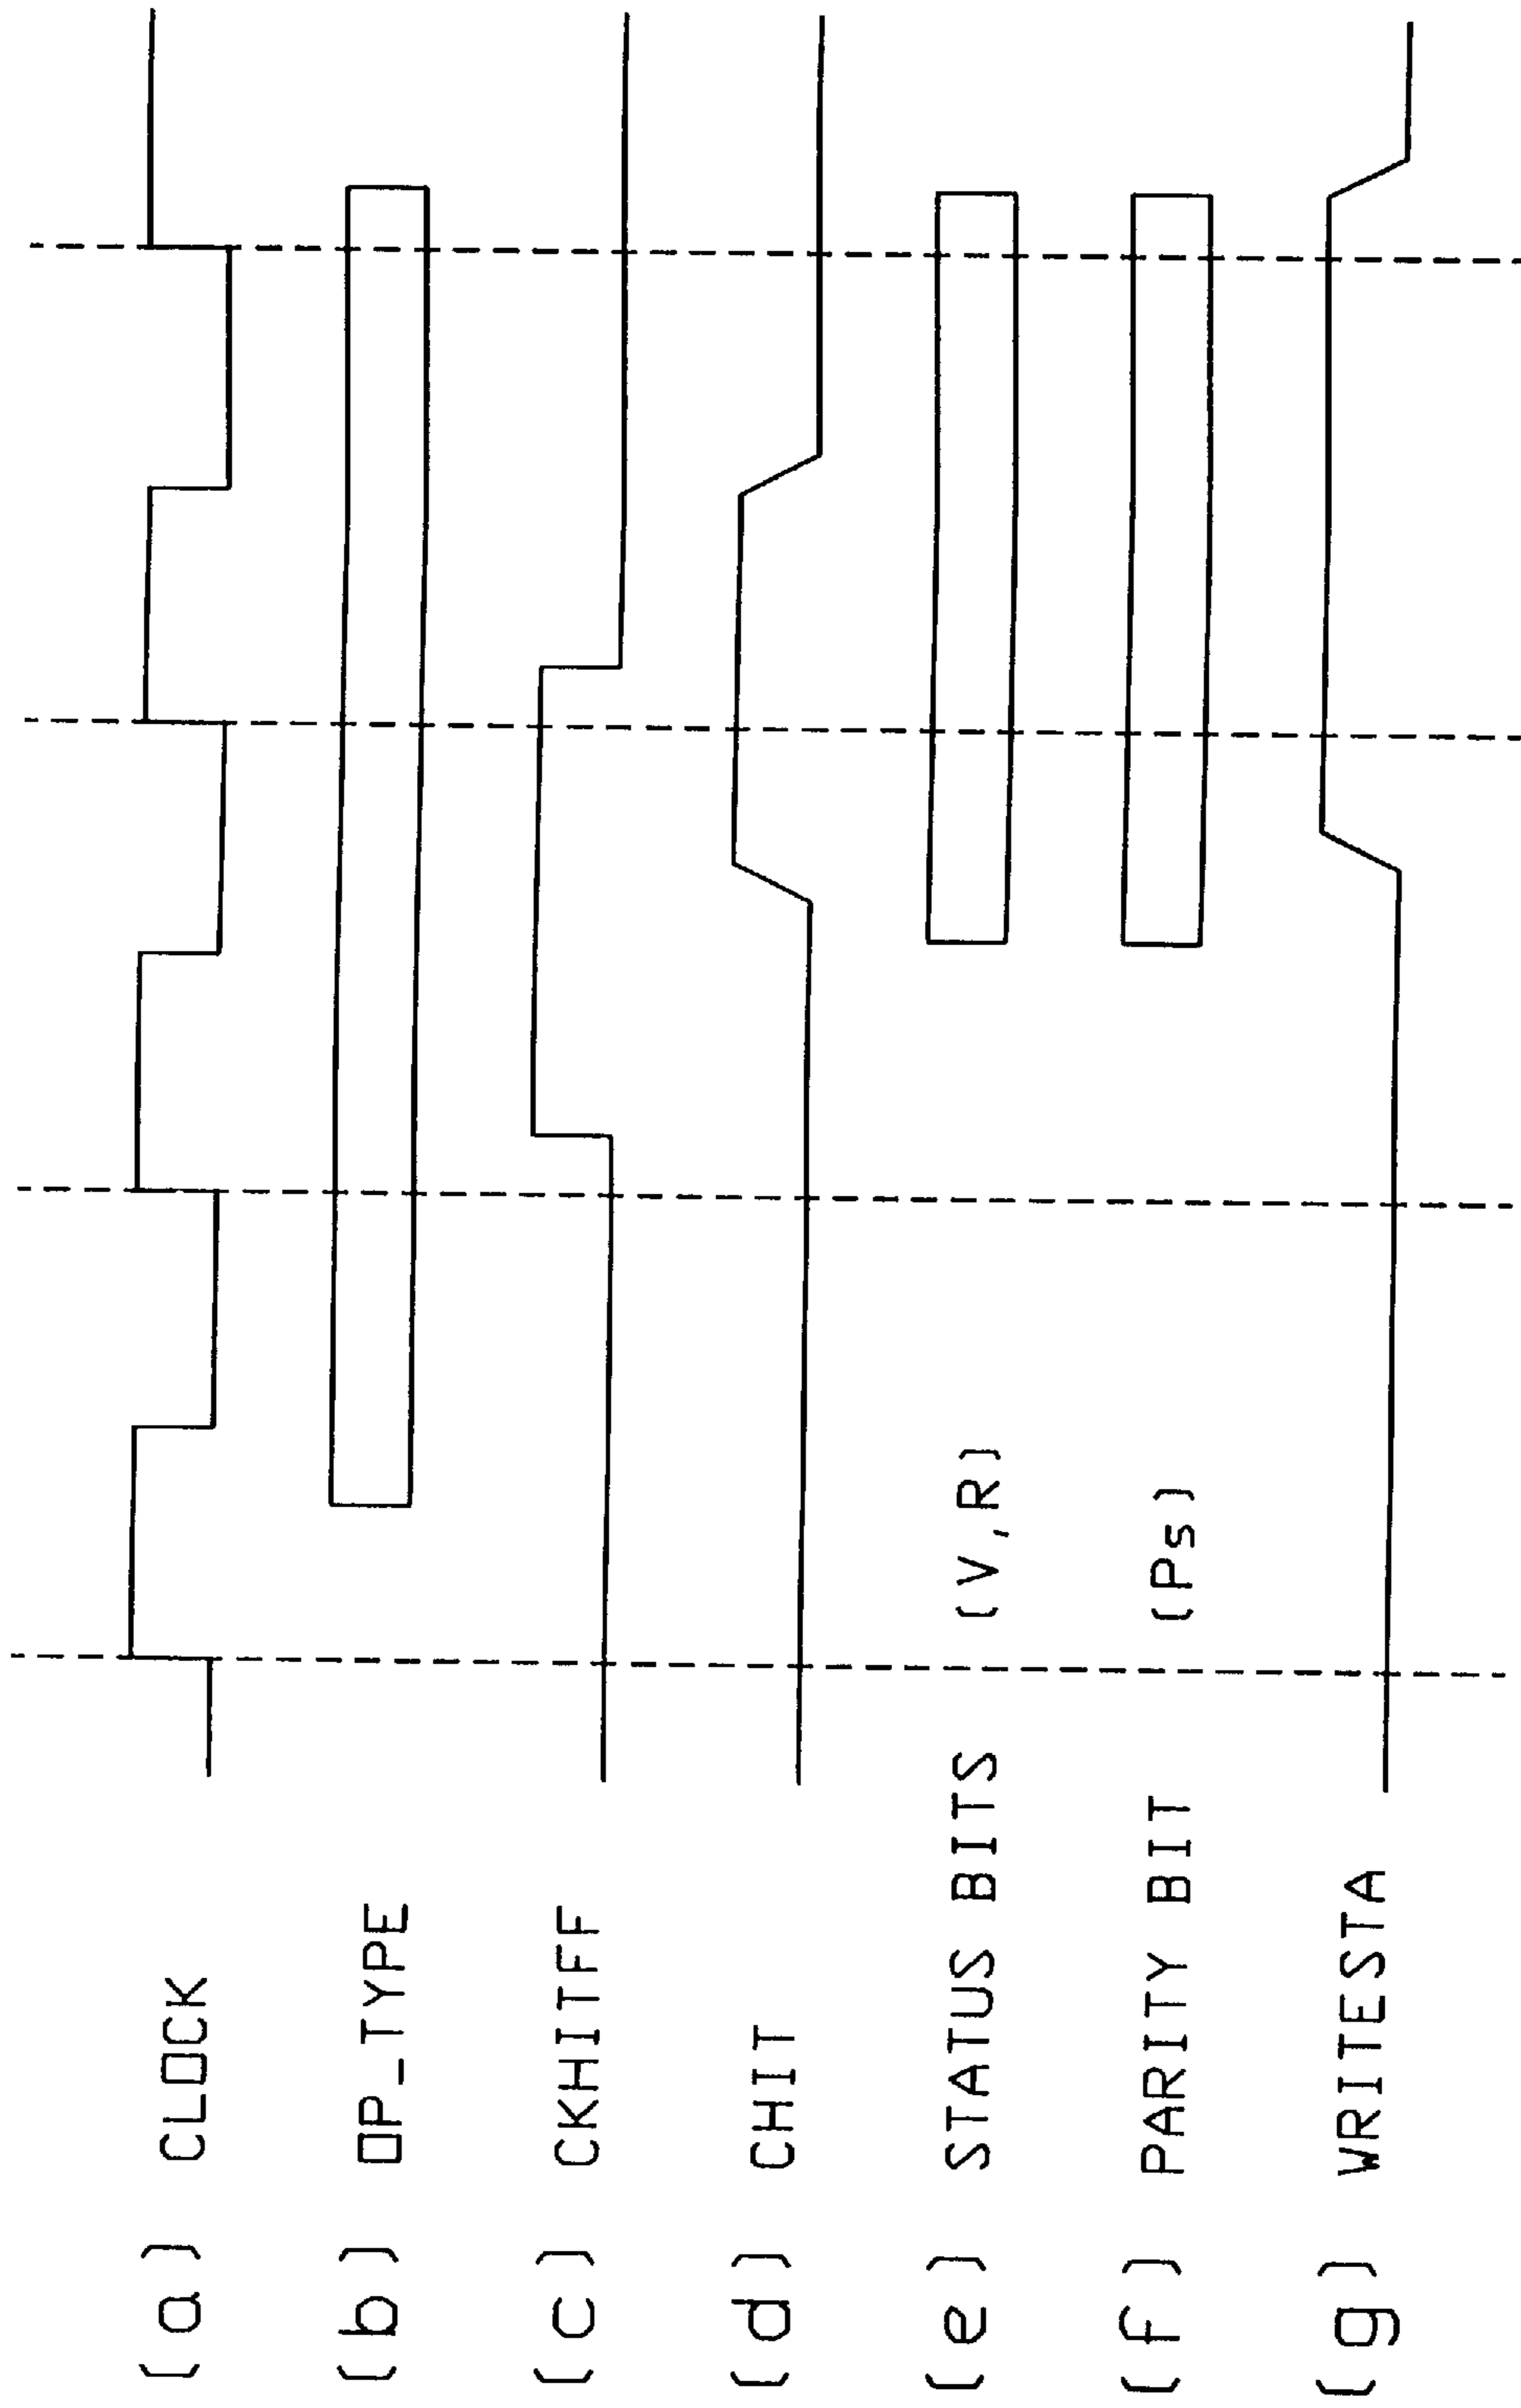 (a) CLOCK
(b) OP_TYPE
(c) CKHITFF
(d) CHIT
(e) STATUS BITS (V,R)
(f) PARITY BIT (Ps)
(g) WRITESTA